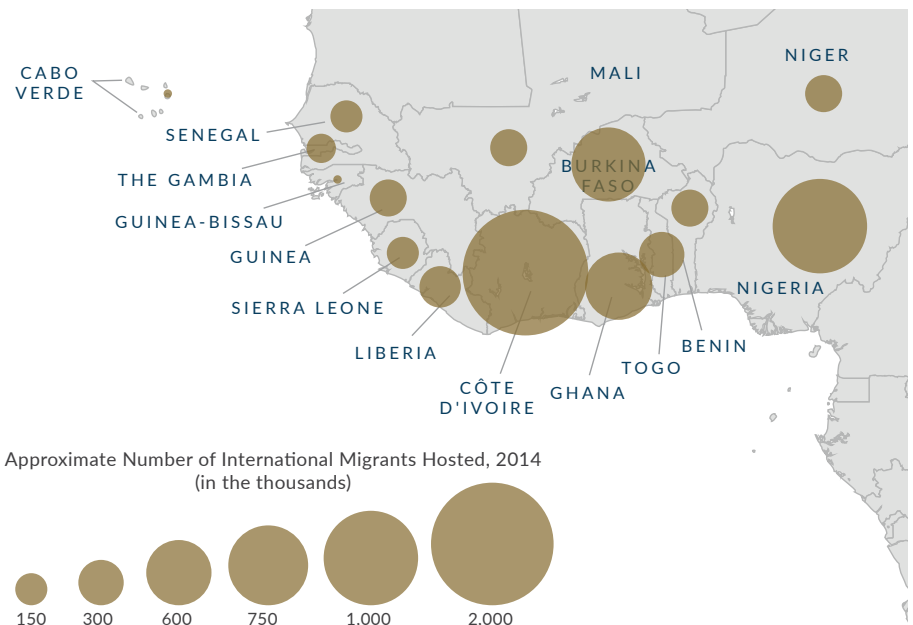 NIGER
MALI
CABO
VERDE
SENEGAL
BURKINA
FASO
THE GAMBIA
GUINEA-BISSAU
GUINEA
NIGERIA
SIERRA LEONE
BENIN
LIBERIA
TOGO
CÔTE
D'IVOIRE
GHANA
Approximate Number of International Migrants Hosted, 2014
(in the thousands)
150 300 600 750 1.000 2.000